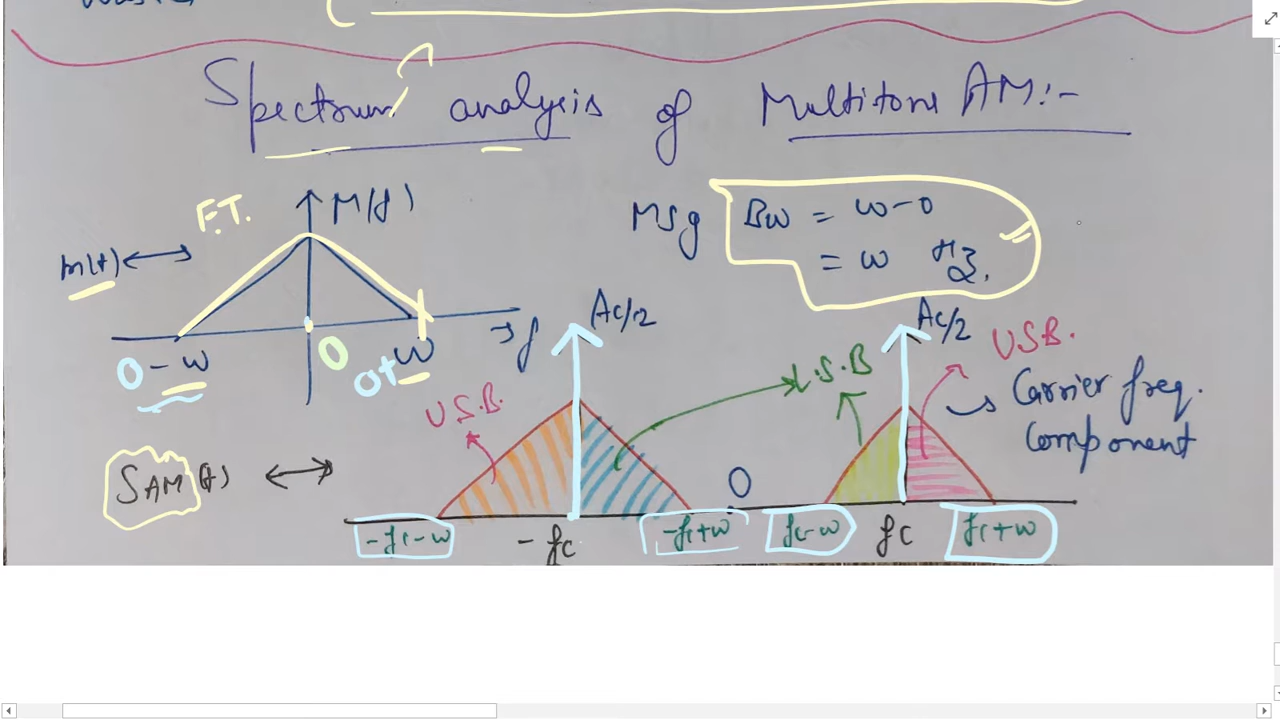 Spectrum analysis of Multitone AM:-
F.T.
M(f)
m(t)
Msg BW = w-0
= w Hz.
0 - w
0
0+w
f
Ac/2
Ac/2
U.S.B.
L.S.B
U.S.B.
Carrier freq.
component
SAM(t)
0
-fc-w
-fc
-fc+w
fc-w
fc
fc+w